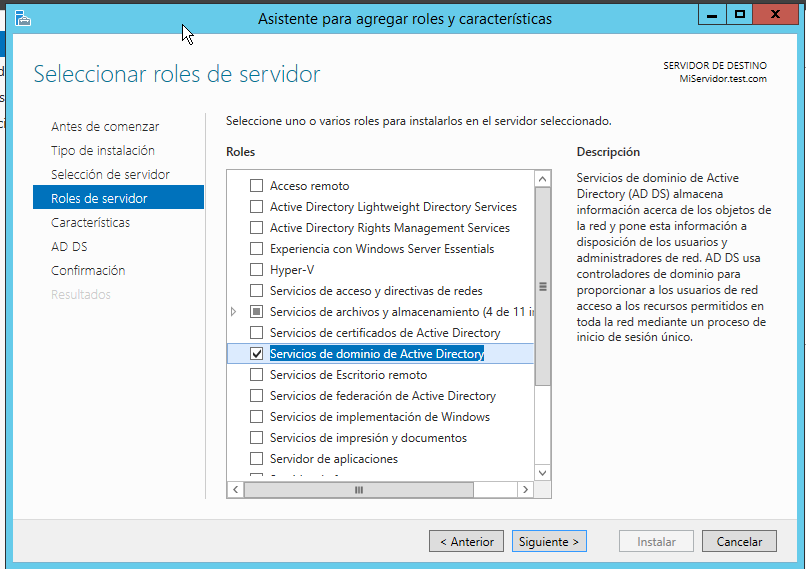 Asistente para agregar roles y características
Seleccionar roles de servidor
SERVIDOR DE DESTINO
MiServidor.test.com
Antes de comenzar
Tipo de instalación
Selección de servidor
Roles de servidor
Características
AD DS
Confirmación
Resultados
Seleccione uno o varios roles para instalarlos en el servidor seleccionado.
Roles
Acceso remoto
Active Directory Lightweight Directory Services
Active Directory Rights Management Services
Experiencia con Windows Server Essentials
Hyper-V
Servicios de acceso y directivas de redes
Servicios de archivos y almacenamiento (4 de 11 in
Servicios de certificados de Active Directory
Servicios de dominio de Active Directory
Servicios de Escritorio remoto
Servicios de federación de Active Directory
Servicios de implementación de Windows
Servicios de impresión y documentos
Servidor de aplicaciones
Descripción
Servicios de dominio de Active
Directory (AD DS) almacena
información acerca de los objetos de
la red y pone esta información a
disposición de los usuarios y
administradores de red. AD DS usa
controladores de dominio para
proporcionar a los usuarios de red
acceso a los recursos permitidos en
toda la red mediante un proceso de
inicio de sesión único.
< Anterior
Siguiente >
Instalar
Cancelar